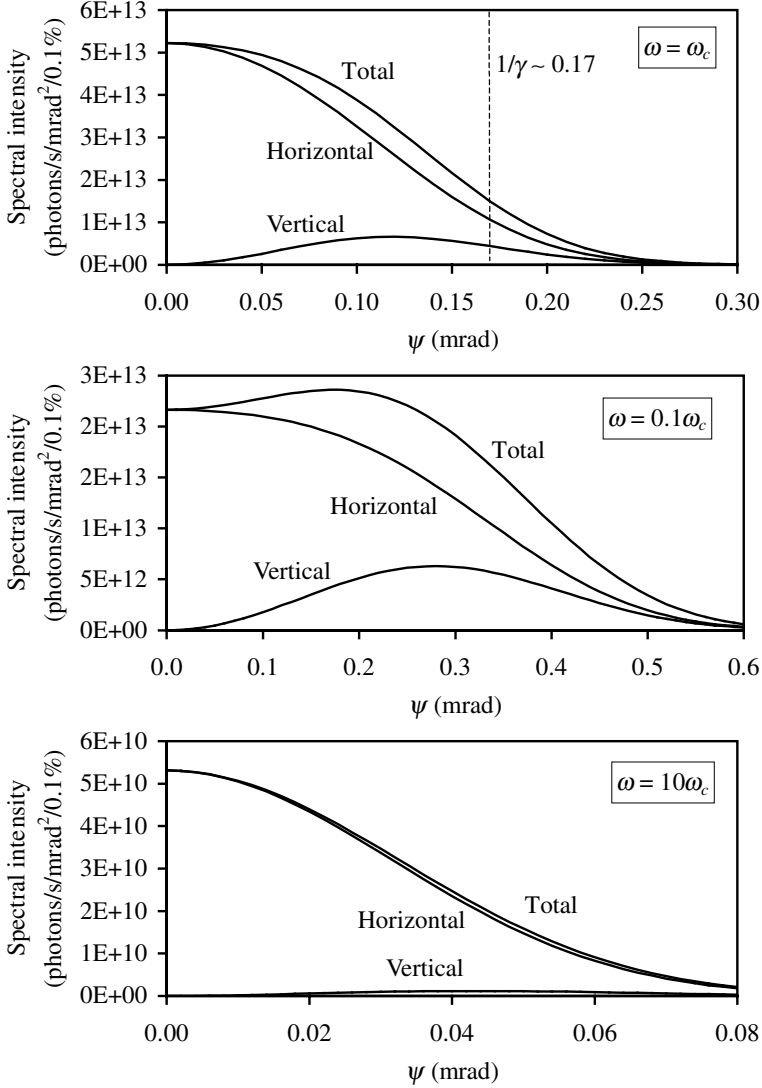 Spectral intensity
(photons/s/mrad²/0.1%)
6E+13
5E+13
4E+13
3E+13
2E+13
1E+13
0E+00
Total
Horizontal
Vertical
1/γ ~ 0.17
ω = ω_c
0.00 0.05 0.10 0.15 0.20 0.25 0.30
ψ (mrad)
Spectral intensity
(photons/s/mrad²/0.1%)
3E+13
2E+13
2E+13
1E+13
5E+12
0E+00
Total
Horizontal
Vertical
ω = 0.1ω_c
0.0 0.1 0.2 0.3 0.4 0.5 0.6
ψ (mrad)
Spectral intensity
(photons/s/mrad²/0.1%)
6E+10
5E+10
4E+10
3E+10
2E+10
1E+10
0E+00
Total
Horizontal
Vertical
ω = 10ω_c
0.00 0.02 0.04 0.06 0.08
ψ (mrad)